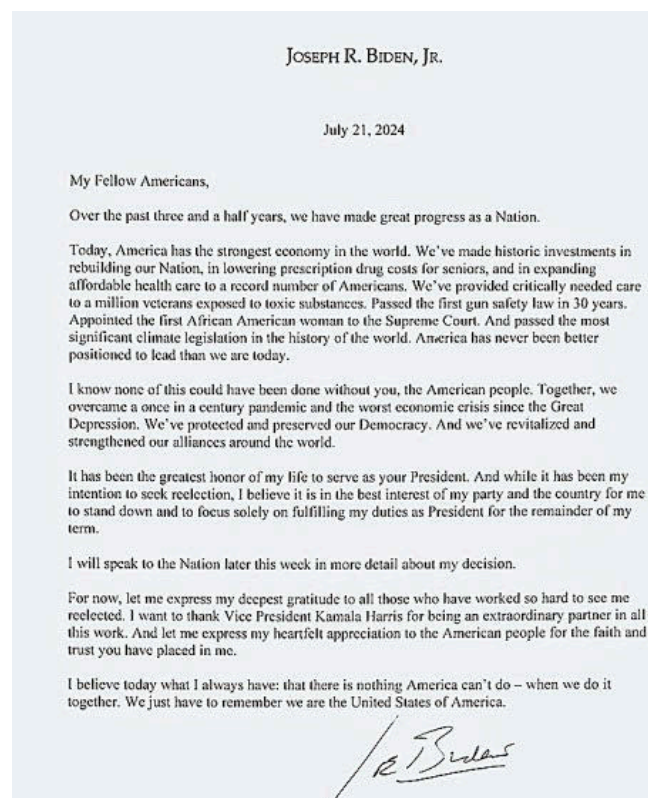 JOSEPH R. BIDEN, JR.
July 21, 2024
My Fellow Americans,
Over the past three and a half years, we have made great progress as a Nation.
Today, America has the strongest economy in the world. We've made historic investments in
rebuilding our Nation, in lowering prescription drug costs for seniors, and in expanding
affordable health care to a record number of Americans. We've provided critically needed care
to a million veterans exposed to toxic substances. Passed the first gun safety law in 30 years.
Appointed the first African American woman to the Supreme Court. And passed the most
significant climate legislation in the history of the world. America has never been better
positioned to lead than we are today.
I know none of this could have been done without you, the American people. Together, we
overcame a once in a century pandemic and the worst economic crisis since the Great
Depression. We've protected and preserved our Democracy. And we've revitalized and
strengthened our alliances around the world.
It has been the greatest honor of my life to serve as your President. And while it has been my
intention to seek reelection, I believe it is in the best interest of my party and the country for me
to stand down and to focus solely on fulfilling my duties as President for the remainder of my
term.
I will speak to the Nation later this week in more detail about my decision.
For now, let me express my deepest gratitude to all those who have worked so hard to see me
reelected. I want to thank Vice President Kamala Harris for being an extraordinary partner in all
this work. And let me express my heartfelt appreciation to the American people for the faith and
trust you have placed in me.
I believe today what I always have: that there is nothing America can't do – when we do it
together. We just have to remember we are the United States of America.
Joe Biden